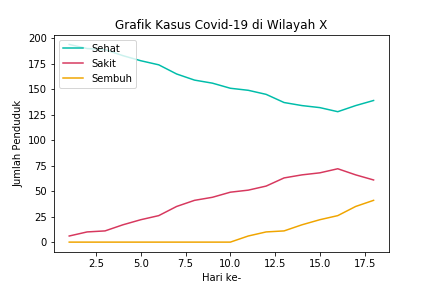 Grafik Kasus Covid-19 di Wilayah X
200
175
150
125
100
75
50
25
0
Jumlah Penduduk
Sehat
Sakit
Sembuh
2.5 5.0 7.5 10.0 12.5 15.0 17.5
Hari ke-